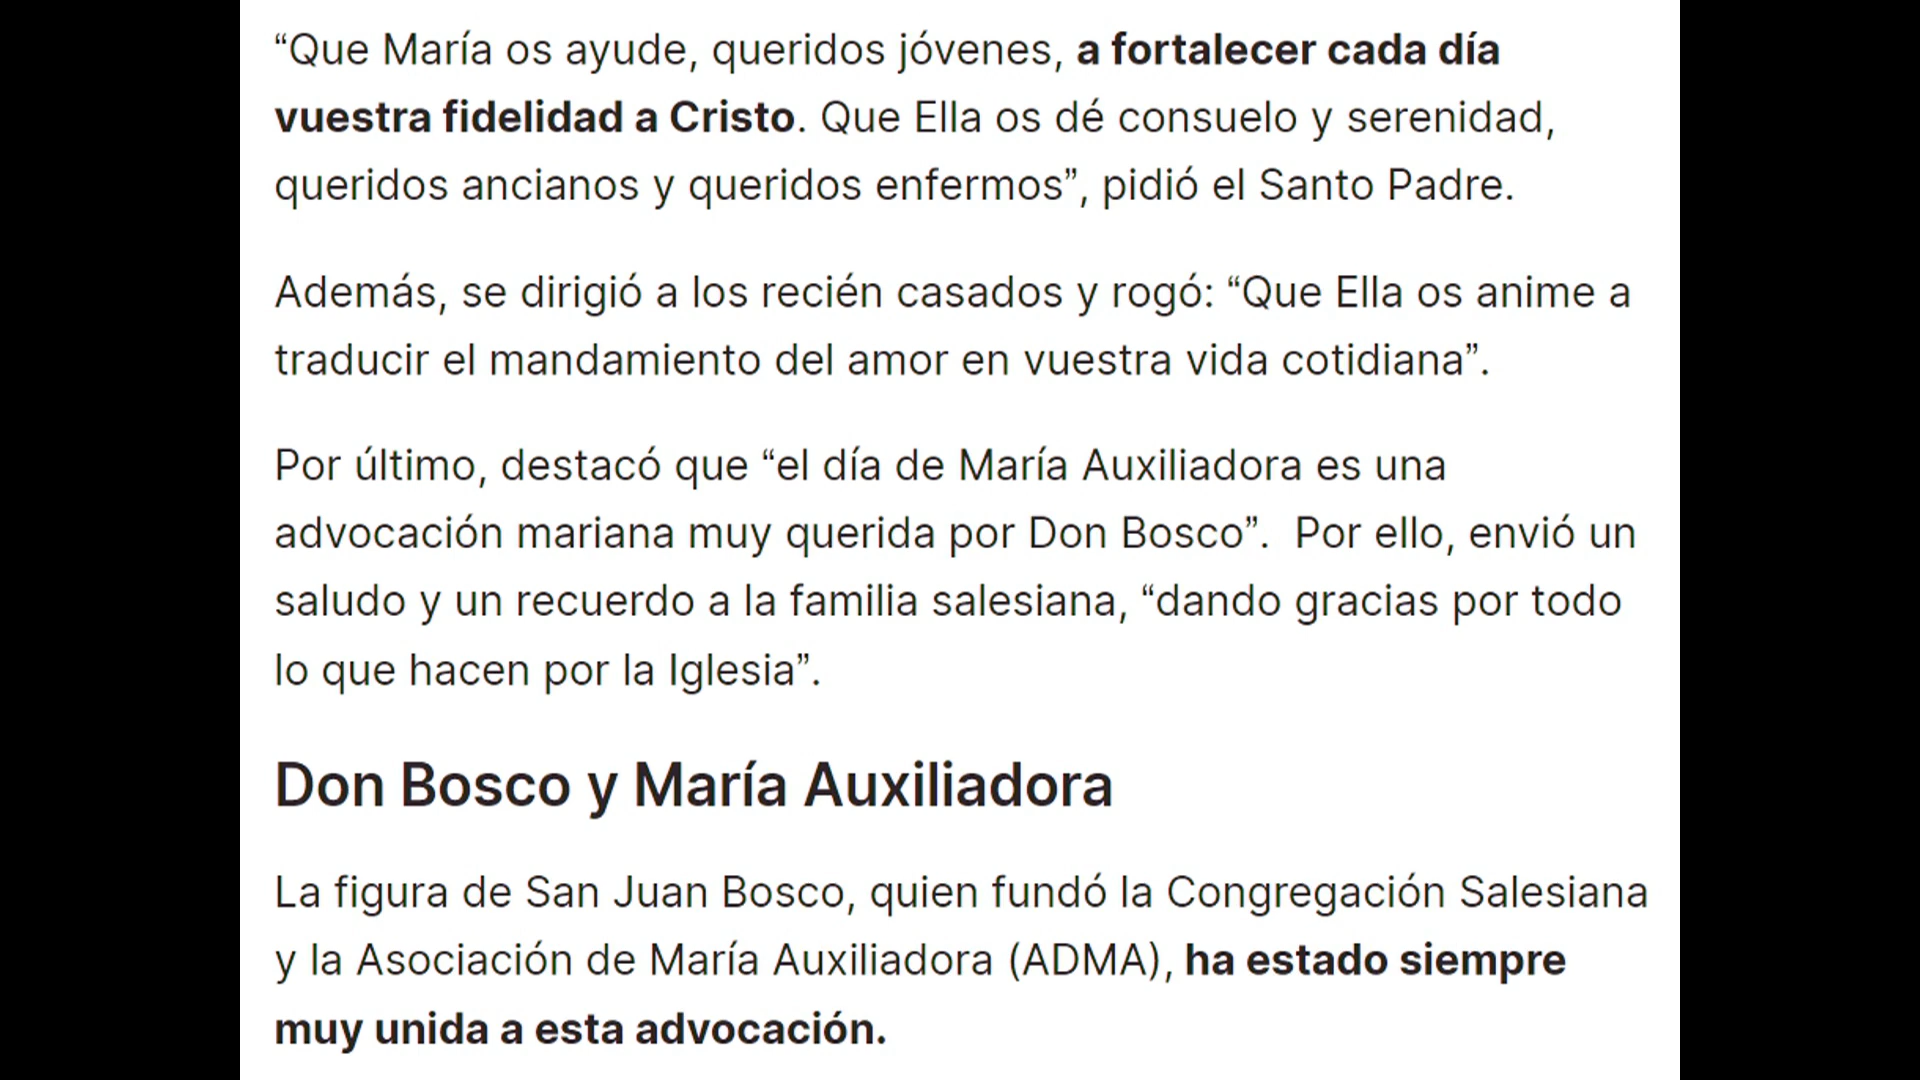 “Que María os ayude, queridos jóvenes, a fortalecer cada día
vuestra fidelidad a Cristo. Que Ella os dé consuelo y serenidad,
queridos ancianos y queridos enfermos”, pidió el Santo Padre.
Además, se dirigió a los recién casados y rogó: “Que Ella os anime a
traducir el mandamiento del amor en vuestra vida cotidiana”.
Por último, destacó que “el día de María Auxiliadora es una
advocación mariana muy querida por Don Bosco”.  Por ello, envió un
saludo y un recuerdo a la familia salesiana, “dando gracias por todo
lo que hacen por la Iglesia”.
Don Bosco y María Auxiliadora
La figura de San Juan Bosco, quien fundó la Congregación Salesiana
y la Asociación de María Auxiliadora (ADMA), ha estado siempre
muy unida a esta advocación.